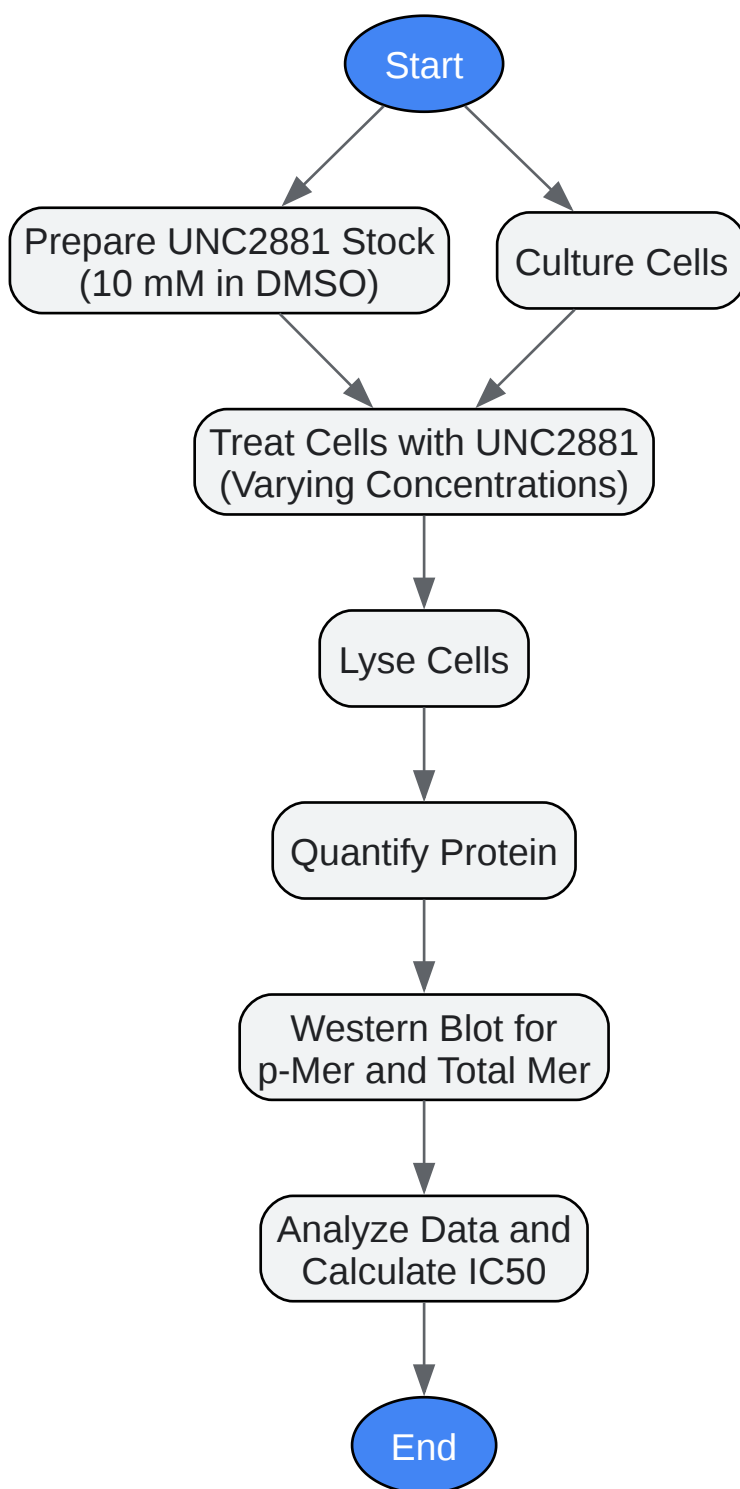 Start
Prepare UNC2881 Stock
(10 mM in DMSO)
Culture Cells
Treat Cells with UNC2881
(Varying Concentrations)
Lyse Cells
Quantify Protein
Western Blot for
p-Mer and Total Mer
Analyze Data and
Calculate IC50
End